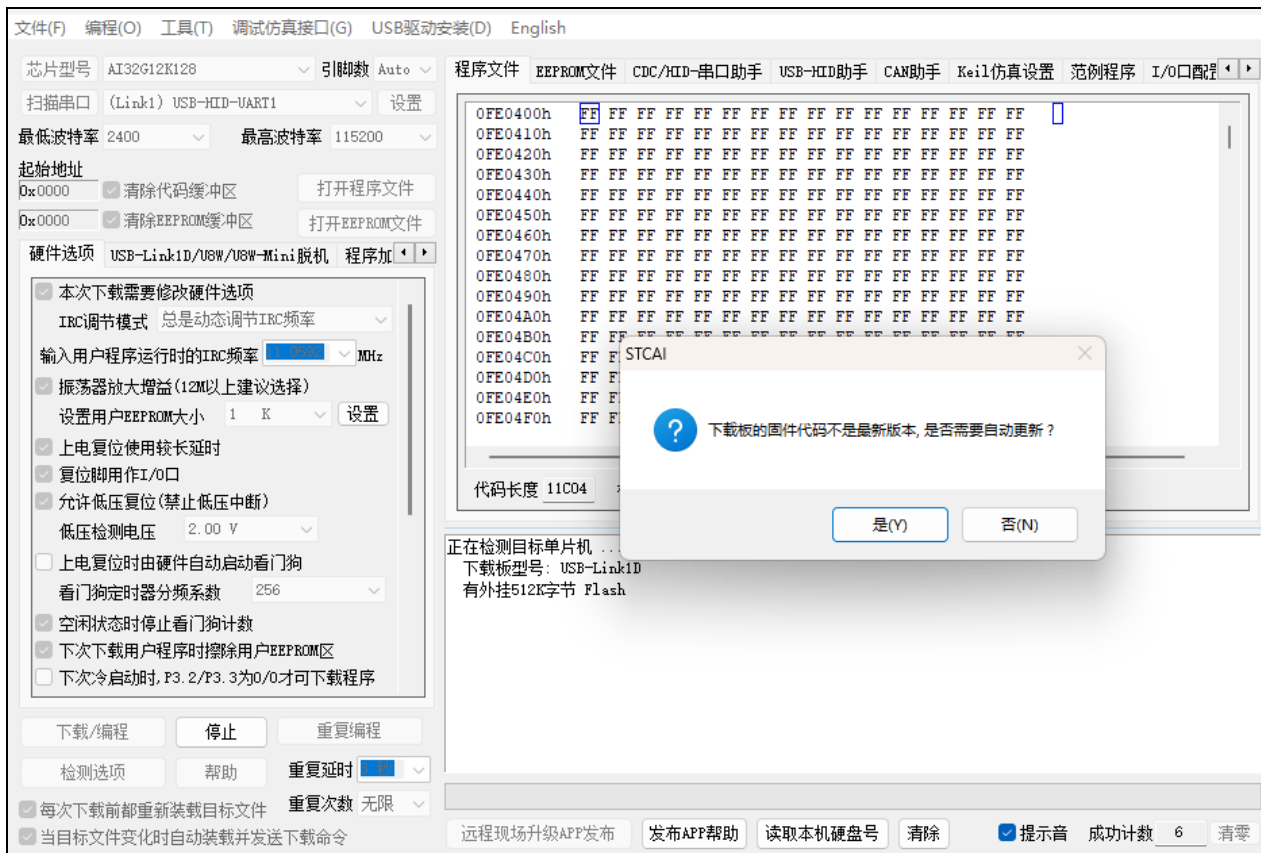 文件(F) 编程(O) 工具(T) 调试仿真接口(G) USB驱动安装(D) English
芯片型号 AI32G12K128 引脚数 Auto
扫描串口 (Link1) USB-HID-UART1 设置
最低波特率 2400 最高波特率 115200
起始地址
0x0000 清除代码缓冲区 打开程序文件
0x0000 清除EEPROM缓冲区 打开EEPROM文件
硬件选项 USB-Link1D/U8W/U8W-Mini脱机 程序加
本次下载需要修改硬件选项
IRC调节模式 总是动态调节IRC频率
输入用户程序运行时的IRC频率 11.0592 MHz
振荡器放大增益(12M以上建议选择)
设置用户EEPROM大小 1 K 设置
上电复位使用较长延时
复位脚用作I/O口
允许低压复位(禁止低压中断)
低压检测电压 2.00 V
上电复位时由硬件自动启动看门狗
看门狗定时器分频系数 256
空闲状态时停止看门狗计数
下次下载用户程序时擦除用户EEPROM区
下次冷启动时,P3.2/P3.3为0/0才可下载程序
下载/编程 停止 重复编程
检测选项 帮助 重复延时
每次下载前都重新装载目标文件 重复次数 无限
当目标文件变化时自动装载并发送下载命令
程序文件 EEPROM文件 CDC/HID-串口助手 USB-HID助手 CAN助手 Keil仿真设置 范例程序 I/O口配
0FE0400h FF FF FF FF FF FF FF FF FF FF FF FF FF FF FF FF
0FE0410h FF FF FF FF FF FF FF FF FF FF FF FF FF FF FF FF
0FE0420h FF FF FF FF FF FF FF FF FF FF FF FF FF FF FF FF
0FE0430h FF FF FF FF FF FF FF FF FF FF FF FF FF FF FF FF
0FE0440h FF FF FF FF FF FF FF FF FF FF FF FF FF FF FF FF
0FE0450h FF FF FF FF FF FF FF FF FF FF FF FF FF FF FF FF
0FE0460h FF FF FF FF FF FF FF FF FF FF FF FF FF FF FF FF
0FE0470h FF FF FF FF FF FF FF FF FF FF FF FF FF FF FF FF
0FE0480h FF FF FF FF FF FF FF FF FF FF FF FF FF FF FF FF
0FE0490h FF FF FF FF FF FF FF FF FF FF FF FF FF FF FF FF
0FE04A0h FF FF FF FF FF FF FF FF FF FF FF FF FF FF FF FF
0FE04B0h FF FF FF FF FF FF FF FF FF FF FF FF FF FF FF FF
0FE04C0h FF
0FE04D0h FF
0FE04E0h FF
0FE04F0h FF
代码长度 11C04
STCAI
下载板的固件代码不是最新版本, 是否需要自动更新 ?
是(Y) 否(N)
正在检测目标单片机 ...
下载板型号: USB-Link1D
有外挂512K字节 Flash
远程现场升级APP发布 发布APP帮助 读取本机硬盘号 清除 提示音 成功计数 6 清零